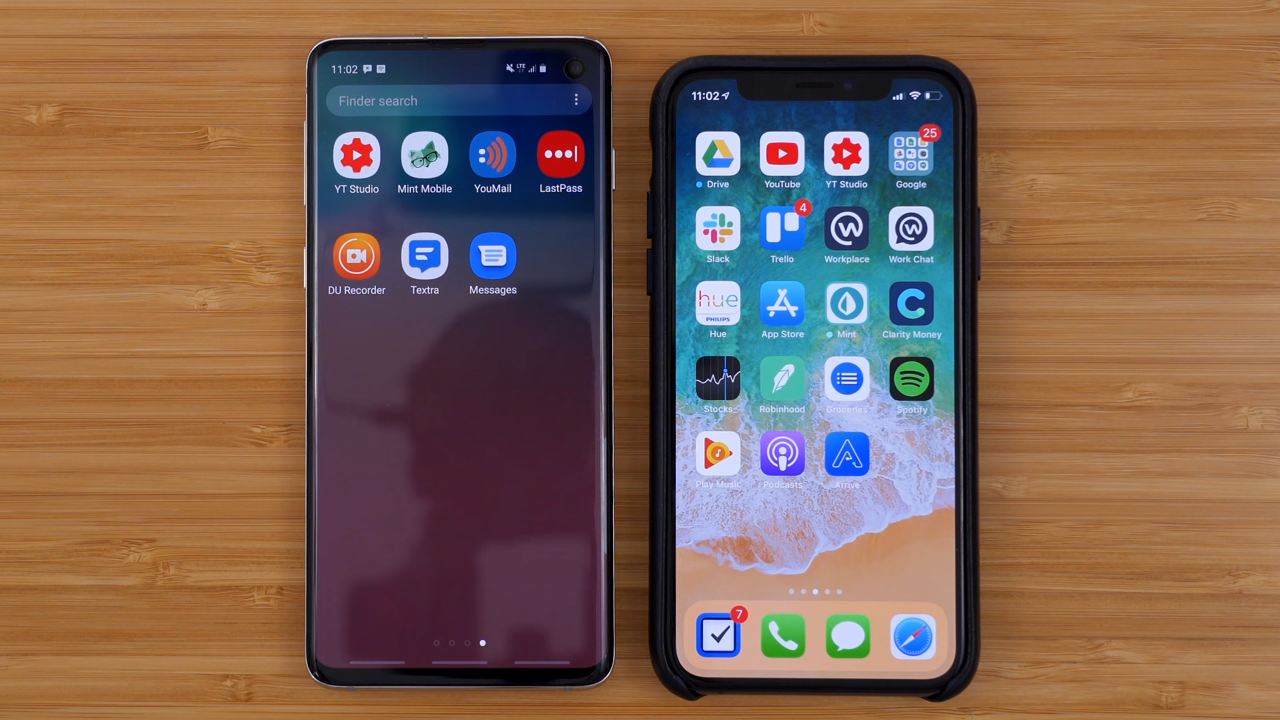 11:02
LTE
Finder search
YT Studio
Mint Mobile
YouMail
LastPass
DU Recorder
Textra
Messages
11:02
25
Drive
YouTube
YT Studio
Google
4
Slack
Trello
Workplace
Work Chat
hue
PHILIPS
Hue
App Store
Mint
Clarity Money
Stocks
Robinhood
Groceries
Spotify
Play Music
Podcasts
Arrive
7